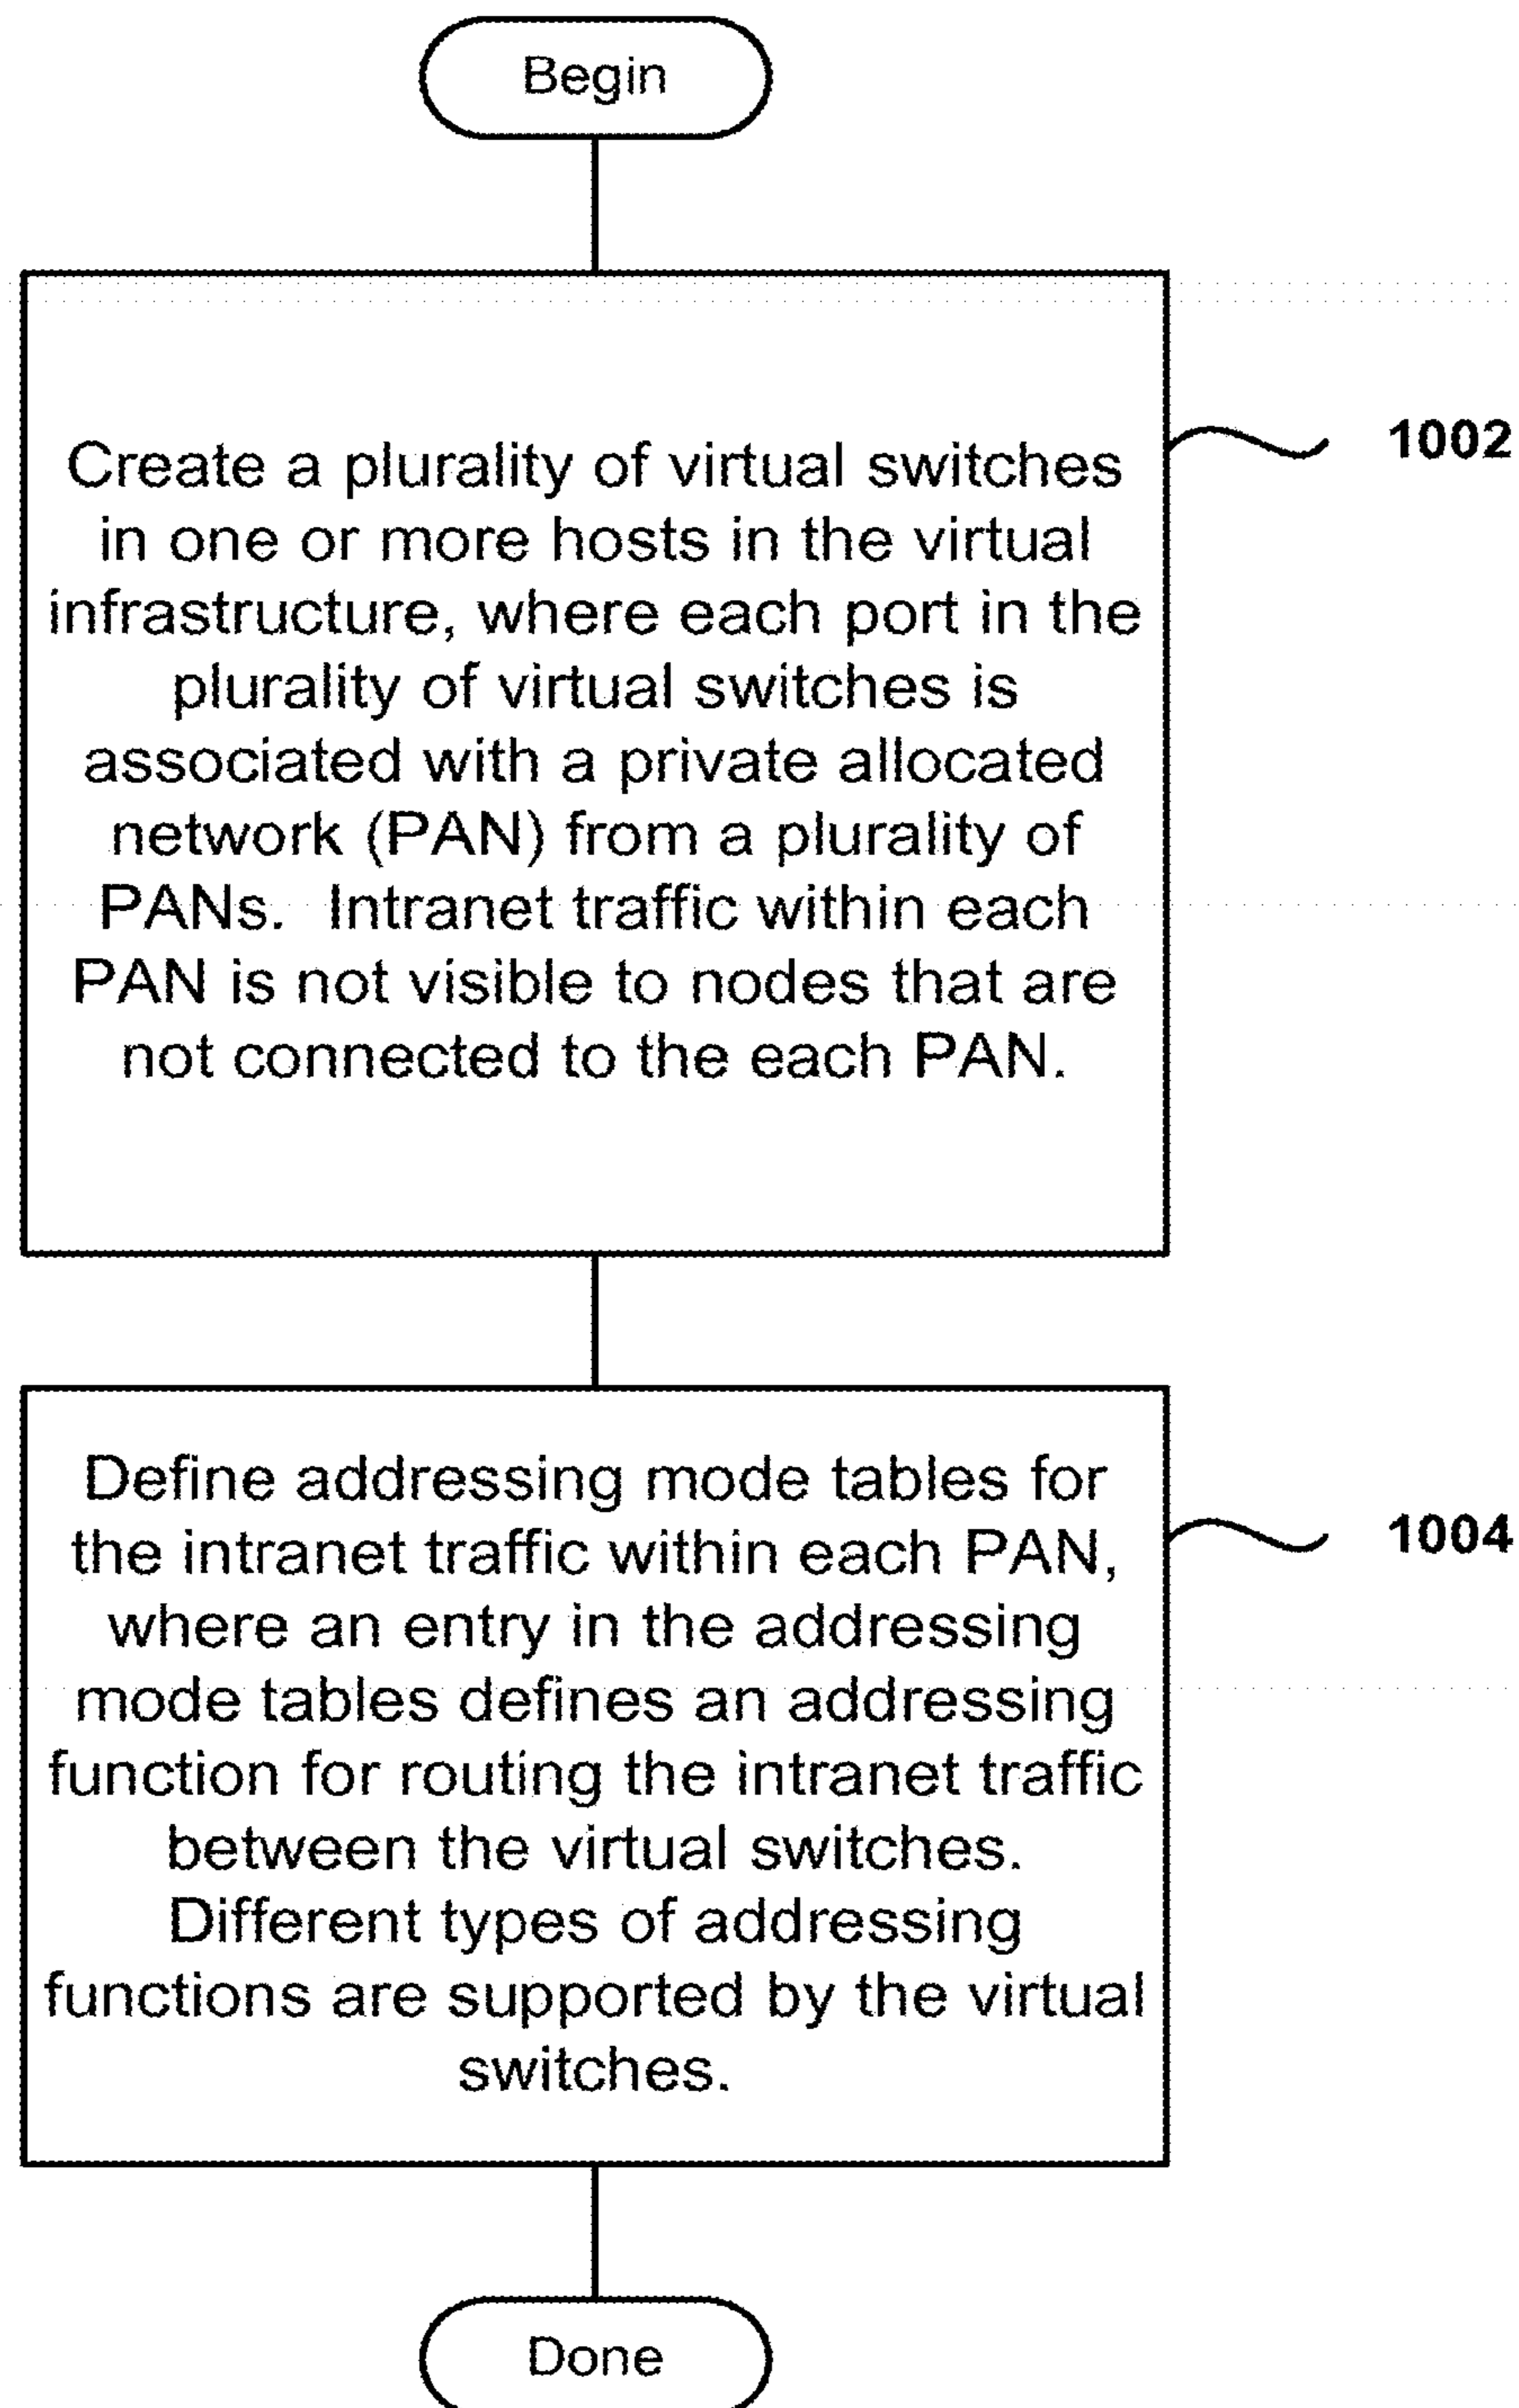 Begin
Create a plurality of virtual switches
in one or more hosts in the virtual
infrastructure, where each port in the
plurality of virtual switches is
associated with a private allocated
network (PAN) from a plurality of
PANs.  Intranet traffic within each
PAN is not visible to nodes that are
not connected to the each PAN.
1002
Define addressing mode tables for
the intranet traffic within each PAN,
where an entry in the addressing
mode tables defines an addressing
function for routing the intranet traffic
between the virtual switches.
Different types of addressing
functions are supported by the virtual
switches.
1004
Done